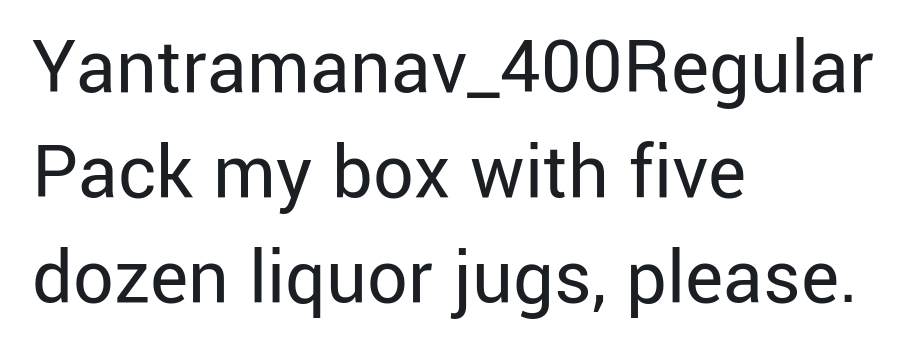 Yantramanav_400Regular
Pack my box with five
dozen liquor jugs, please.